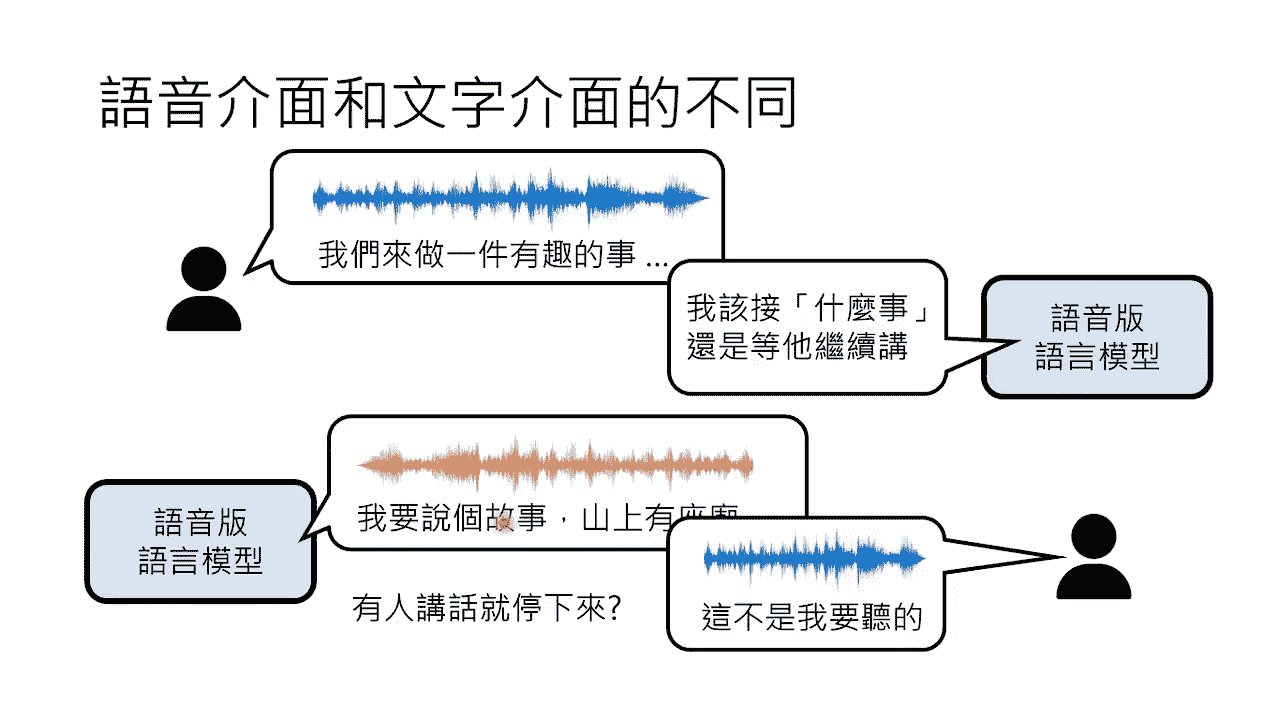 語音介面和文字介面的不同
我們來做一件有趣的事 ...
我該接「什麼事」
還是等他繼續講
語音版
語言模型
我要說個故事，山上有座廟
語音版
語言模型
有人講話就停下來?
這不是我要聽的